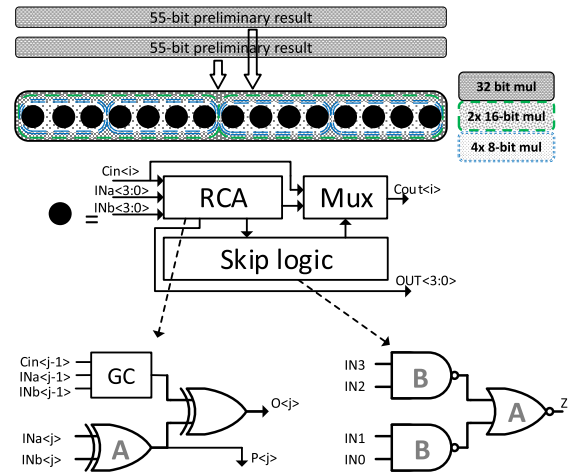 55-bit preliminary result
55-bit preliminary result
32 bit mul
2x 16-bit mul
4x 8-bit mul
Cin<i>
INa<3:0>
INb<3:0>
=
RCA
Mux
Cout<i>
Skip logic
OUT<3:0>
Cin<j-1>
INa<j-1>
INb<j-1>
GC
O<j>
INa<j>
INb<j>
A
P<j>
IN3
IN2
B
A
Z
IN1
IN0
B